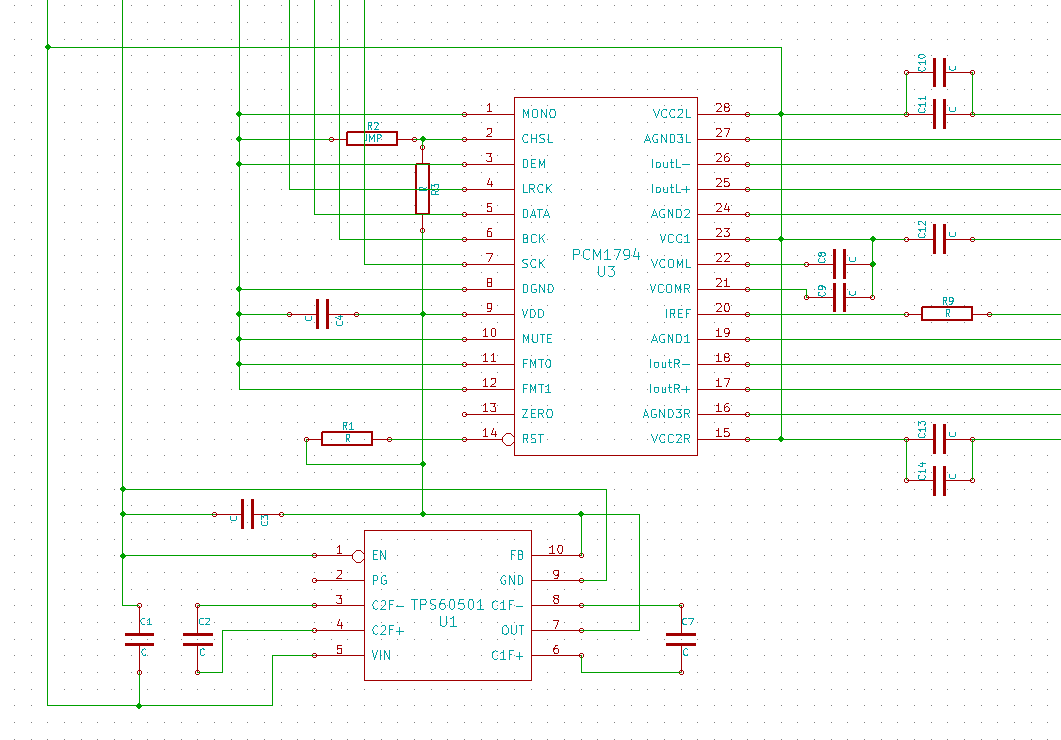 C10 C
C11 C
1 MONO VCC2L 28
R2
JMP
2 CHSL AGND3L 27
3 DEM IoutL- 26
R R3
4 LRCK IoutL+ 25
5 DATA AGND2 24
6 BCK VCC1 23
C12 C
PCM1794
U3
7 SCK VCOML 22
C8 C
8 DGND VCOMR 21
C9 C
R9
R
9 VDD IREF 20
C C4
10 MUTE AGND1 19
11 FMT0 IoutR- 18
12 FMT1 IoutR+ 17
13 ZERO AGND3R 16
R1
R
14 RST VCC2R 15
C13 C
C14 C
C C3
1 EN FB 10
2 PG GND 9
3 C2F- TPS60501 C1F- 8
U1
C1
C
C2
C
4 C2F+ OUT 7
C7
C
5 VIN C1F+ 6